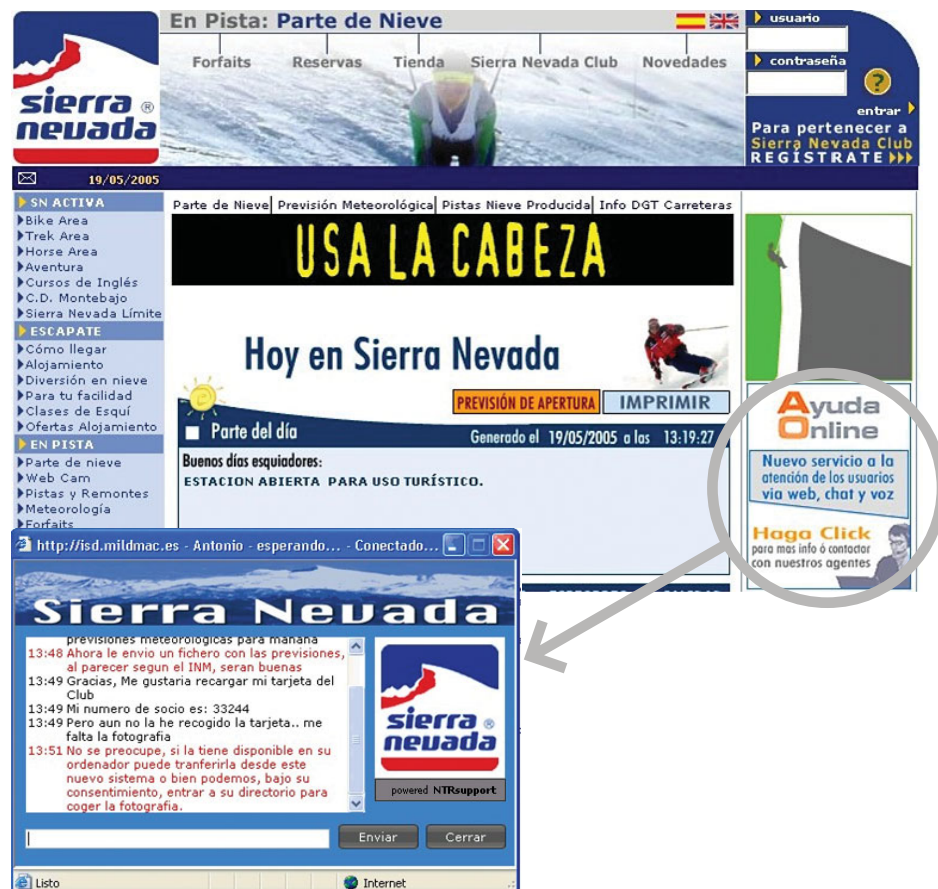 En Pista: Parte de Nieve
Forfaits Reservas Tienda Sierra Nevada Club Novedades
sierra ®
nevada
usuario
contraseña
?
entrar
Para pertenecer a
Sierra Nevada Club
REGÍSTRATE
19/05/2005
SN ACTIVA
Bike Area
Trek Area
Horse Area
Aventura
Cursos de Inglés
C.D. Montebajo
Sierra Nevada Límite
ESCAPATE
Cómo llegar
Alojamiento
Diversión en nieve
Para tu facilidad
Clases de Esquí
Ofertas Alojamiento
EN PISTA
Parte de nieve
Web Cam
Pistas y Remontes
Meteorología
Forfaits
Parte de Nieve| Previsión Meteorológica| Pistas Nieve Producida| Info DGT Carreteras
USA LA CABEZA
Hoy en Sierra Nevada
PREVISIÓN DE APERTURA IMPRIMIR
Parte del día Generado el 19/05/2005 a las 13:19:27
Buenos días esquiadores:
ESTACION ABIERTA PARA USO TURÍSTICO.
Ayuda
Online
Nuevo servicio a la
atención de los usuarios
via web, chat y voz
Haga Click
para mas info ó contactar
con nuestros agentes
http://isd.mildmac.es - Antonio - esperando... - Conectado...
Sierra Nevada
previsiones meteorologicas para mañana
13:48 Ahora le envio un fichero con las previsiones,
al parecer segun el INM, seran buenas
13:49 Gracias, Me gustaria recargar mi tarjeta del
Club
13:49 Mi numero de socio es: 33244
13:49 Pero aun no la he recogido la tarjeta.. me
falta la fotografia
13:51 No se preocupe, si la tiene disponible en su
ordenador puede tranferirla desde este
nuevo sistema o bien podemos, bajo su
consentimiento, entrar a su directorio para
coger la fotografia.
sierra ®
nevada
powered NTRsupport
Enviar Cerrar
Listo Internet